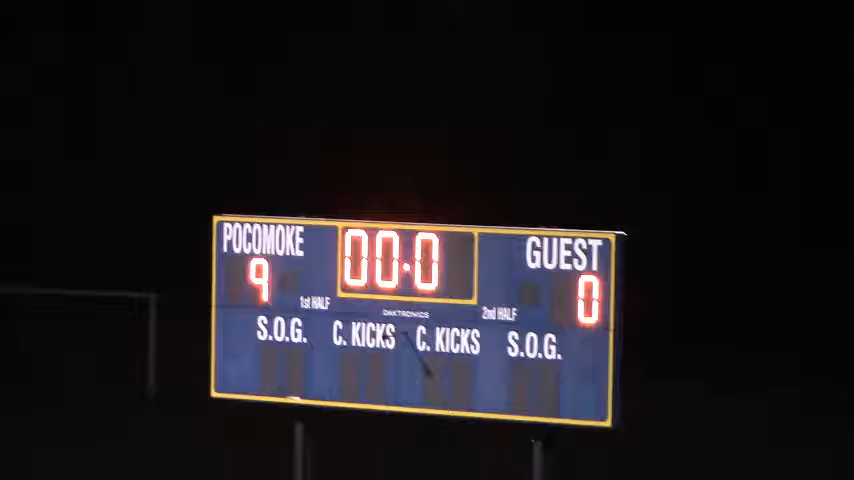 POCOMOKE 00.0 GUEST
9 0
1st HALF DAKTRONICS 2nd HALF
S.O.G. C. KICKS C. KICKS S.O.G.